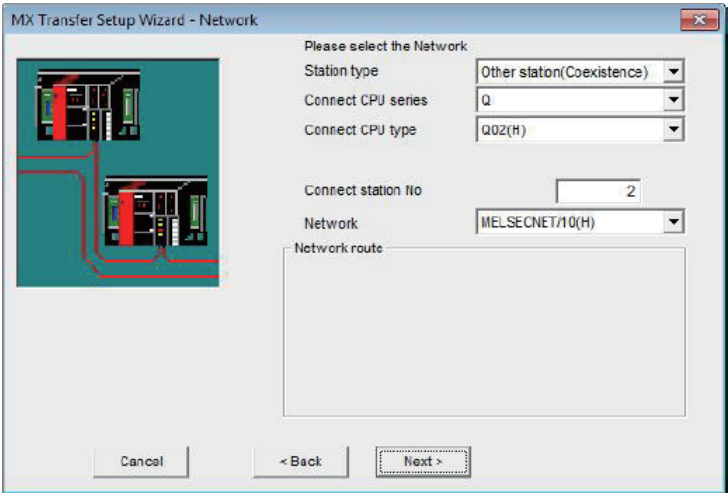 MX Transfer Setup Wizard - Network
Please select the Network
Station type Other station(Coexistence)
Connect CPU series Q
Connect CPU type Q02(H)
Connect station No 2
Network MELSECNET/10(H)
Network route
Cancel < Back Next >